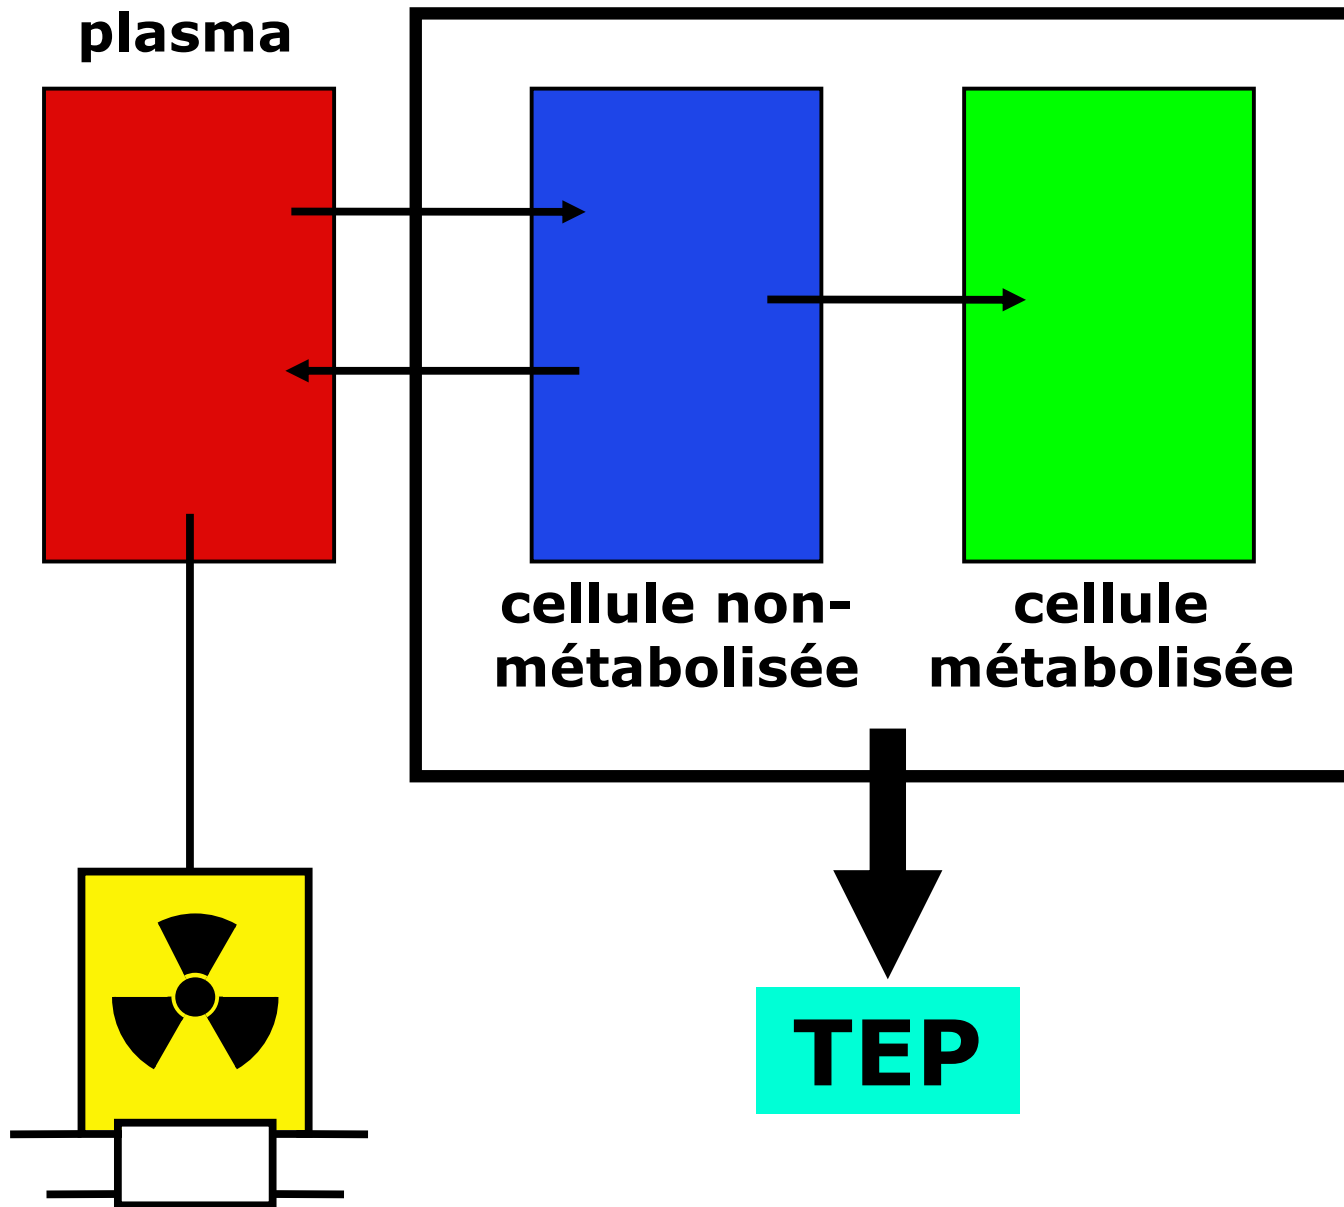 plasma
cellule non-
métabolisée
cellule
métabolisée
TEP